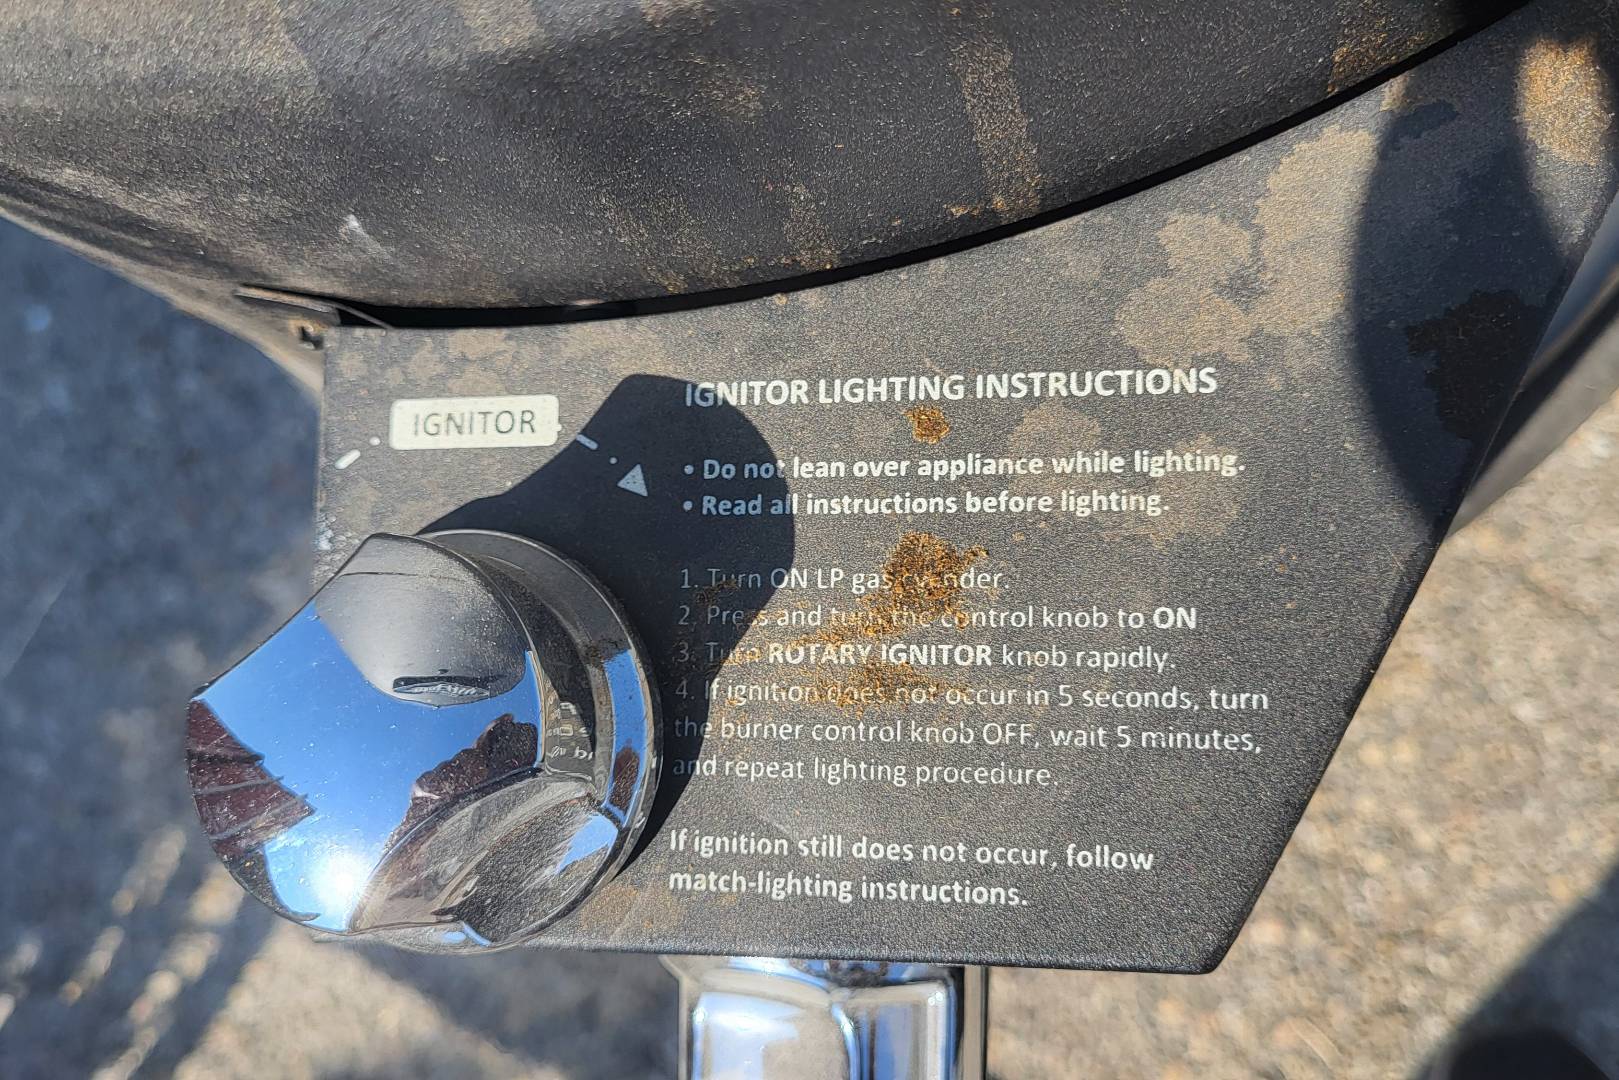 IGNITOR
IGNITOR LIGHTING INSTRUCTIONS
• Do not lean over appliance while lighting.
• Read all instructions before lighting.
1. Turn ON LP gas cylinder.
2. Press and turn the control knob to ON
3. Turn ROTARY IGNITOR knob rapidly.
4. If ignition does not occur in 5 seconds, turn
the burner control knob OFF, wait 5 minutes,
and repeat lighting procedure.
If ignition still does not occur, follow
match-lighting instructions.